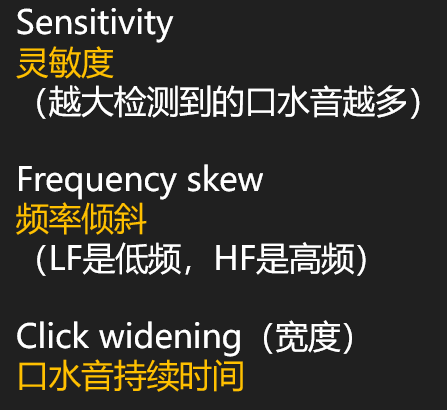 Sensitivity
灵敏度
（越大检测到的口水音越多）
Frequency skew
频率倾斜
（LF是低频，HF是高频）
Click widening（宽度）
口水音持续时间